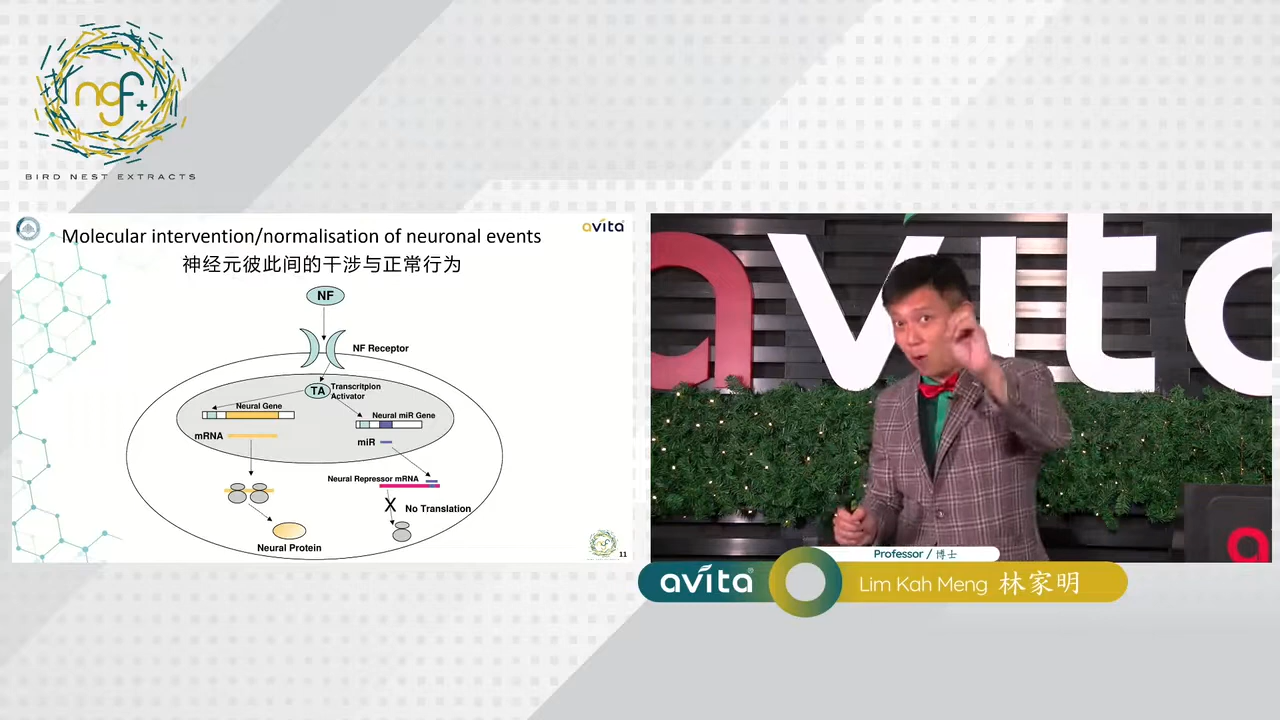 ngf+
BIRD NEST EXTRACTS
avita
Molecular intervention/normalisation of neuronal events
神经元彼此间的干涉与正常行为
NF
NF Receptor
TA
Transcritpion
Activator
Neural Gene
Neural miR Gene
mRNA
miR
Neural Repressor mRNA
X
No Translation
Neural Protein
11
avita
a
Professor / 博士
avita®
Lim Kah Meng 林家明